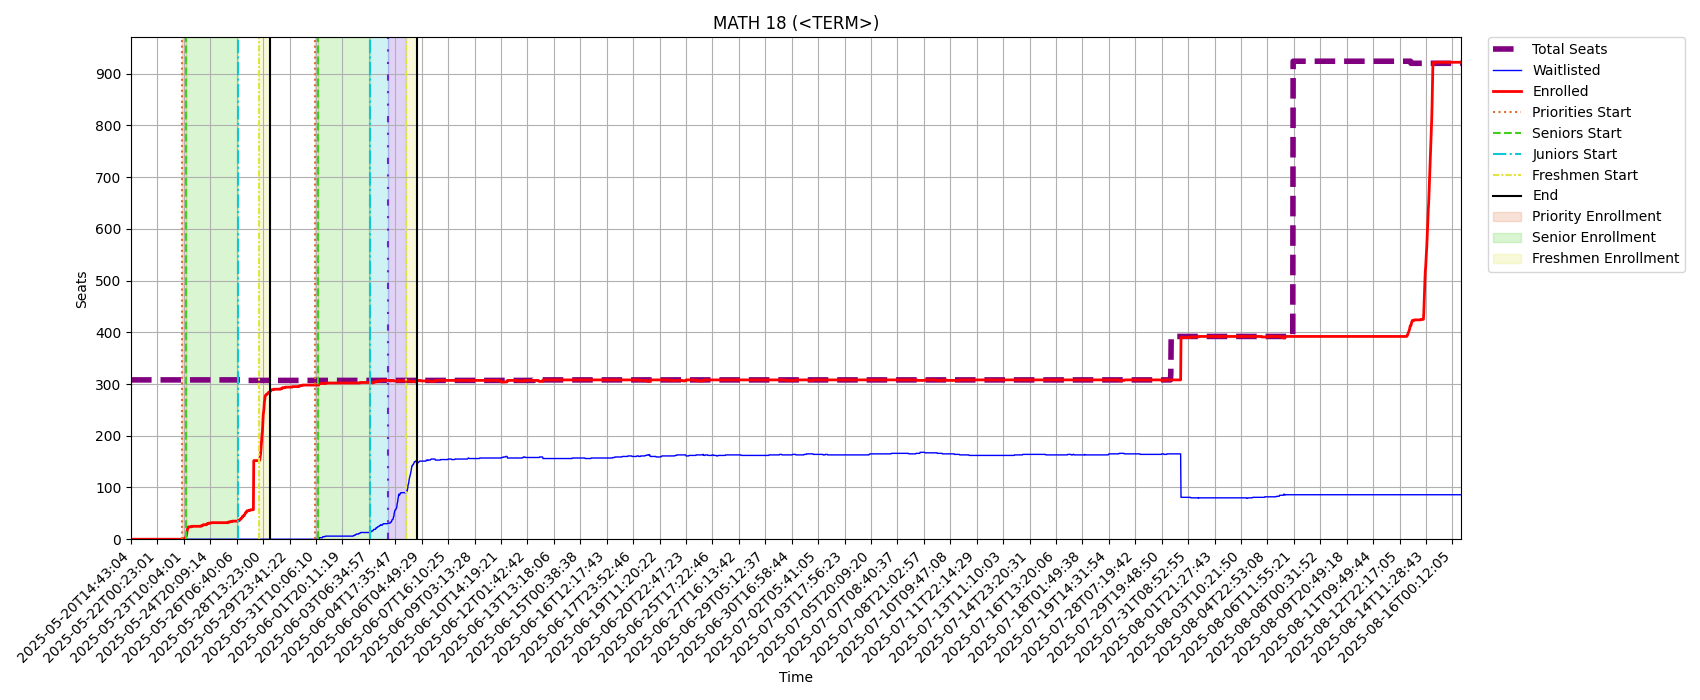 MATH 18 (<TERM>)
Seats
900
800
700
600
500
400
300
200
100
0
2025-05-20T14:43:04
2025-05-22T00:23:01
2025-05-23T10:04:01
2025-05-24T20:09:14
2025-05-26T06:40:06
2025-05-28T13:23:00
2025-05-29T23:41:22
2025-05-31T10:06:10
2025-06-01T20:11:19
2025-06-03T06:34:57
2025-06-04T17:35:47
2025-06-06T04:49:29
2025-06-07T16:10:25
2025-06-09T03:13:28
2025-06-10T14:19:21
2025-06-12T01:42:42
2025-06-13T13:18:06
2025-06-15T00:38:38
2025-06-16T12:17:43
2025-06-17T23:52:46
2025-06-19T11:20:22
2025-06-20T22:47:23
2025-06-25T17:22:46
2025-06-27T16:13:42
2025-06-29T05:12:37
2025-06-30T16:58:44
2025-07-02T05:41:05
2025-07-03T17:56:23
2025-07-05T20:09:20
2025-07-07T08:40:37
2025-07-08T21:02:57
2025-07-10T09:47:08
2025-07-11T22:14:29
2025-07-13T11:10:03
2025-07-14T23:20:31
2025-07-16T13:20:06
2025-07-18T01:49:38
2025-07-19T14:31:54
2025-07-28T07:19:42
2025-07-29T19:48:50
2025-07-31T08:52:55
2025-08-01T21:27:43
2025-08-03T10:21:50
2025-08-04T22:53:08
2025-08-06T11:55:21
2025-08-08T00:31:52
2025-08-09T20:49:18
2025-08-11T09:49:44
2025-08-12T22:17:05
2025-08-14T11:28:43
2025-08-16T00:12:05
Time
Total Seats
Waitlisted
Enrolled
Priorities Start
Seniors Start
Juniors Start
Freshmen Start
End
Priority Enrollment
Senior Enrollment
Freshmen Enrollment